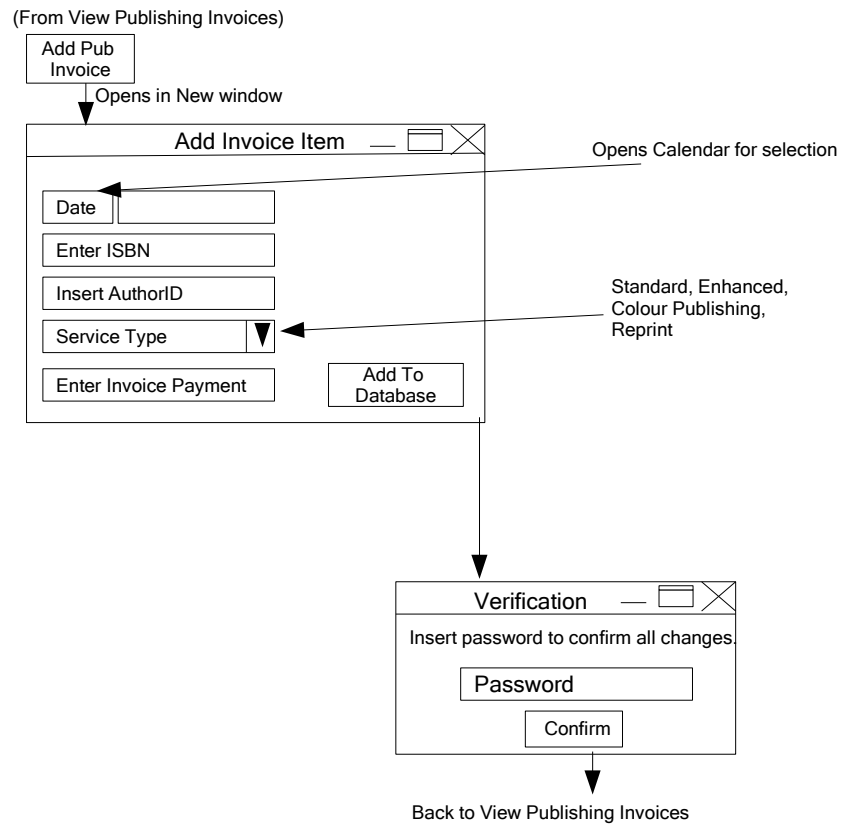 (From View Publishing Invoices)
Add Pub
Invoice
Opens in New window
Add Invoice Item
Opens Calendar for selection
Date
Enter ISBN
Insert AuthorID
Service Type
Standard, Enhanced,
Colour Publishing,
Reprint
Enter Invoice Payment
Add To
Database
Verification
Insert password to confirm all changes.
Password
Confirm
Back to View Publishing Invoices